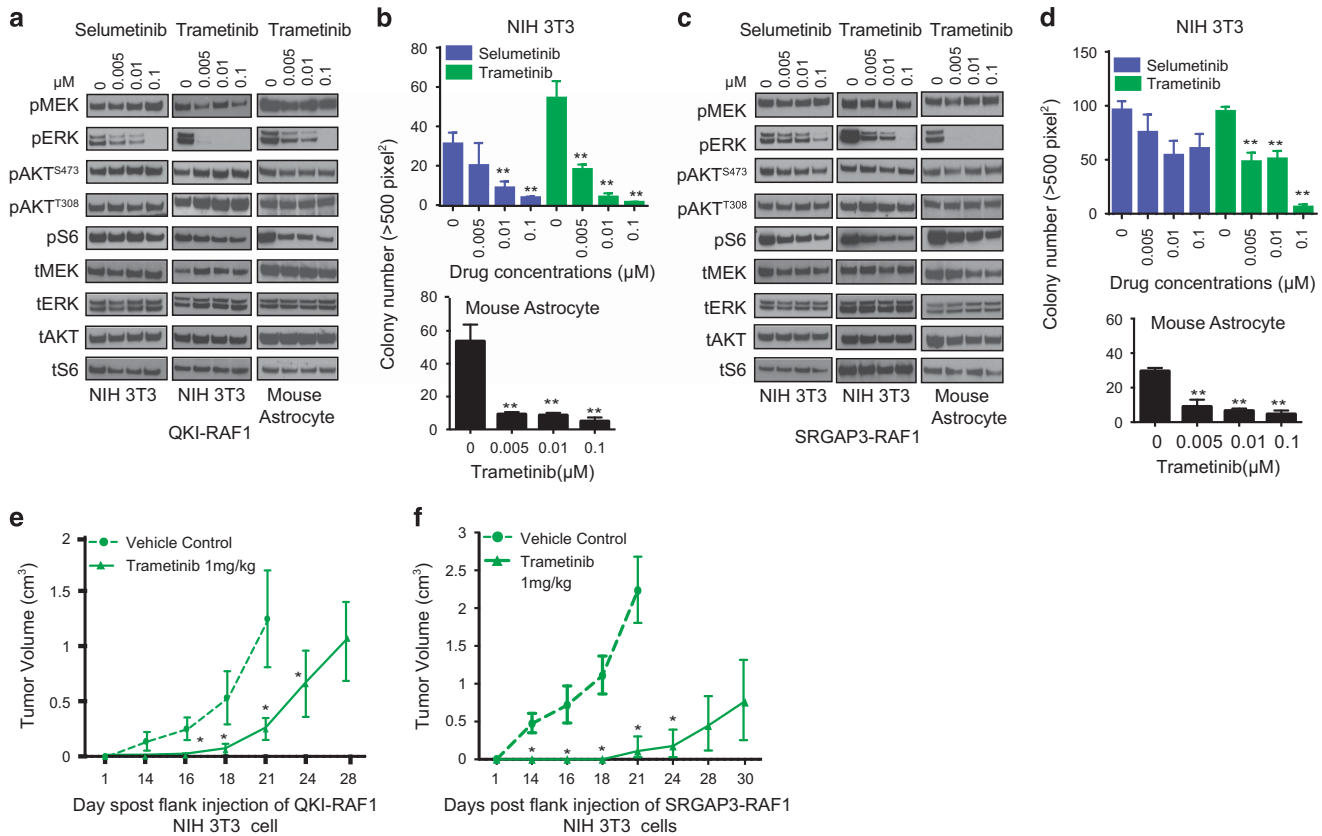 a
Selumetinib Trametinib Trametinib
µM 0 0.005 0.01 0.1 0 0.005 0.01 0.1 0 0.005 0.01 0.1
pMEK
pERK
pAKTS473
pAKTT308
pS6
tMEK
tERK
tAKT
tS6
NIH 3T3 NIH 3T3 Mouse
Astrocyte
QKI-RAF1
b
NIH 3T3
Selumetinib
Trametinib
80
60
40
20
0
** ** ** ** **
0 0.005 0.01 0.1 0 0.005 0.01 0.1
Drug concentrations (µM)
Colony number (>500 pixel2)
Mouse Astrocyte
80
60
40
20
0
** ** **
0 0.005 0.01 0.1
Trametinib(µM)
c
Selumetinib Trametinib Trametinib
µM 0 0.005 0.01 0.1 0 0.005 0.01 0.1 0 0.005 0.01 0.1
pMEK
pERK
pAKTS473
pAKTT308
pS6
tMEK
tERK
tAKT
tS6
NIH 3T3 NIH 3T3 Mouse
Astrocyte
SRGAP3-RAF1
d
NIH 3T3
Selumetinib
Trametinib
150
100
50
0
** ** **
0 0.005 0.01 0.1 0 0.005 0.01 0.1
Drug concentrations (µM)
Colony number (>500 pixel2)
Mouse Astrocyte
60
40
20
0
** ** **
0 0.005 0.01 0.1
Trametinib(µM)
e
Vehicle Control
Trametinib 1mg/kg
Tumor Volume (cm3)
2
1.5
1
0.5
0
* * * *
1 14 16 18 21 24 28
Day spost flank injection of QKI-RAF1
NIH 3T3 cell
f
Vehicle Control
Trametinib
1mg/kg
Tumor Volume (cm3)
3
2.5
2
1.5
1
0.5
0
* * * * *
1 14 16 18 21 24 28 30
Days post flank injection of SRGAP3-RAF1
NIH 3T3 cells